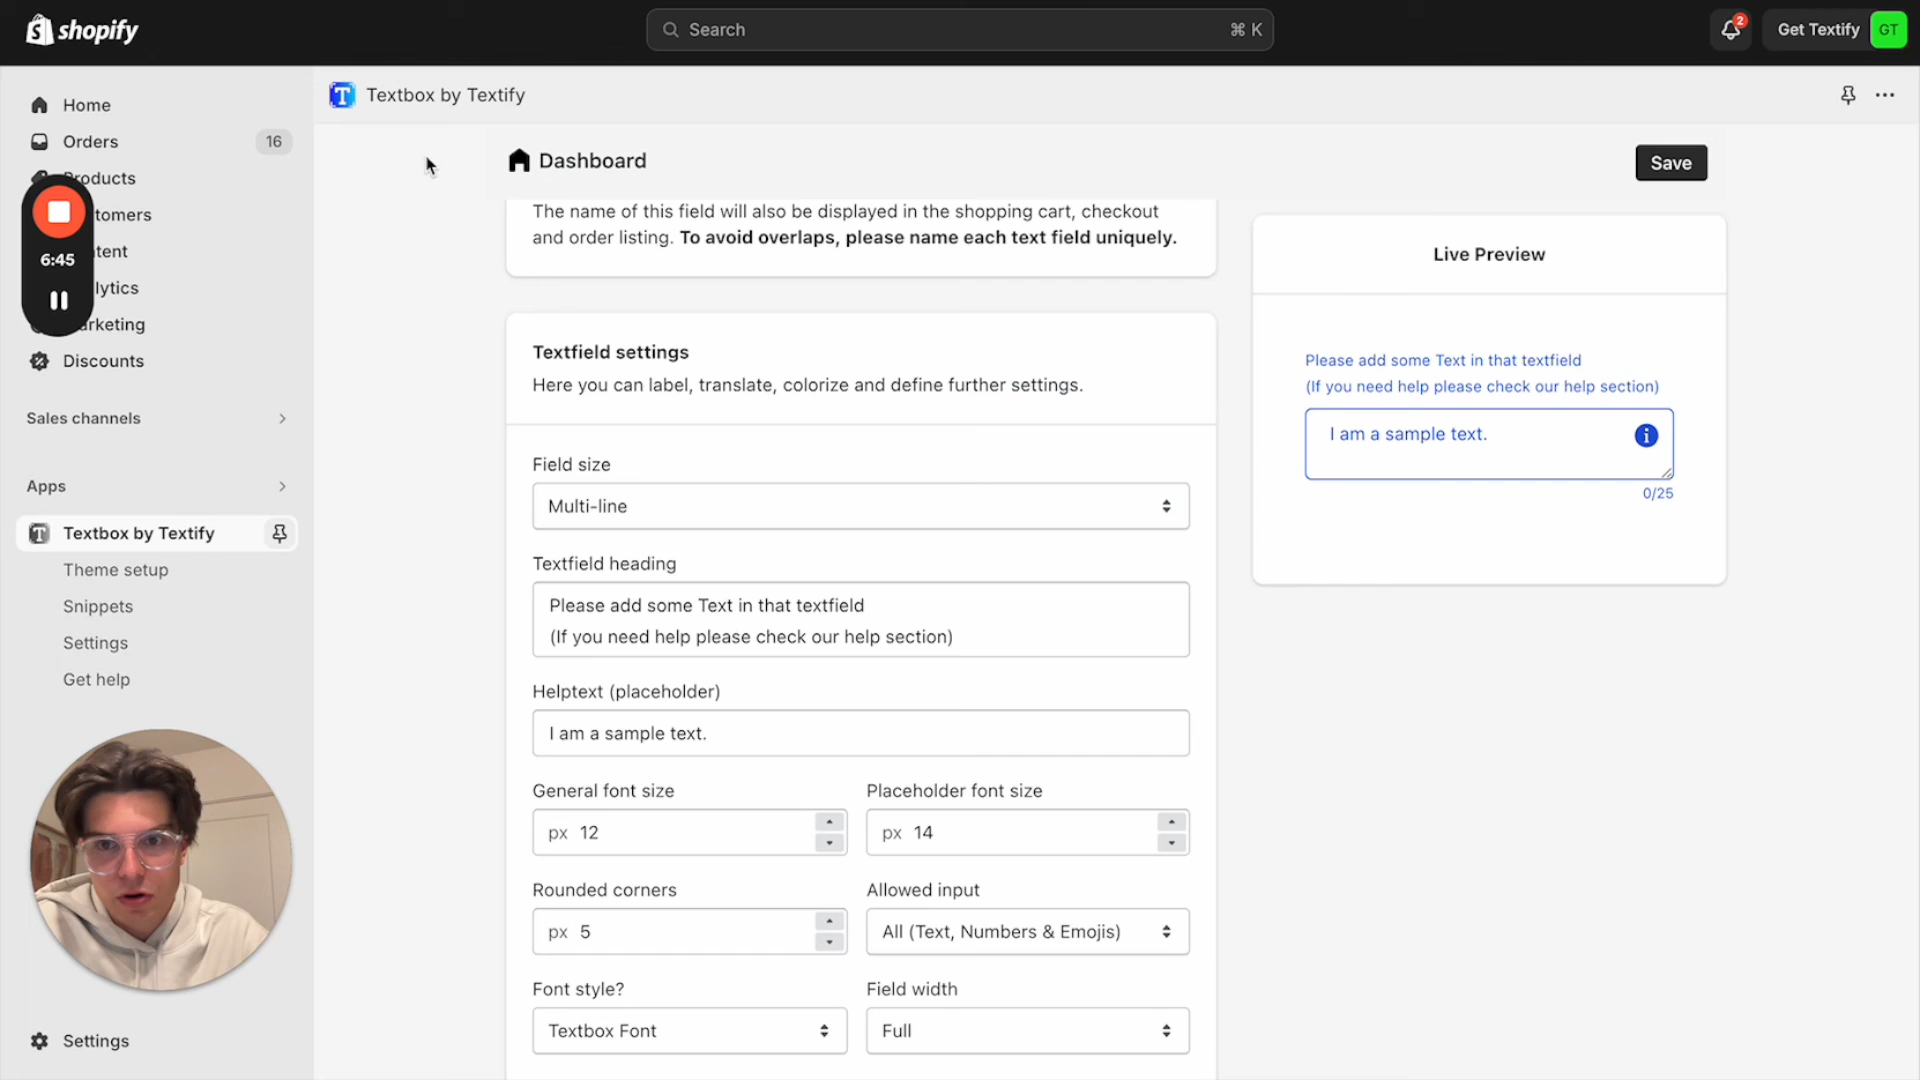 shopify
Search
⌘ K
2
Get Textify
GT
Home
Orders
16
roducts
tomers
tent
lytics
arketing
Discounts
6:45
Sales channels
Apps
Textbox by Textify
Theme setup
Snippets
Settings
Get help
Settings
Textbox by Textify
Dashboard
Save
The name of this field will also be displayed in the shopping cart, checkout
and order listing. To avoid overlaps, please name each text field uniquely.
Textfield settings
Here you can label, translate, colorize and define further settings.
Field size
Multi-line
Textfield heading
Please add some Text in that textfield
(If you need help please check our help section)
Helptext (placeholder)
I am a sample text.
General font size
Placeholder font size
px 12
px 14
Rounded corners
Allowed input
px 5
All (Text, Numbers & Emojis)
Font style?
Field width
Textbox Font
Full
Live Preview
Please add some Text in that textfield
(If you need help please check our help section)
I am a sample text.
0/25